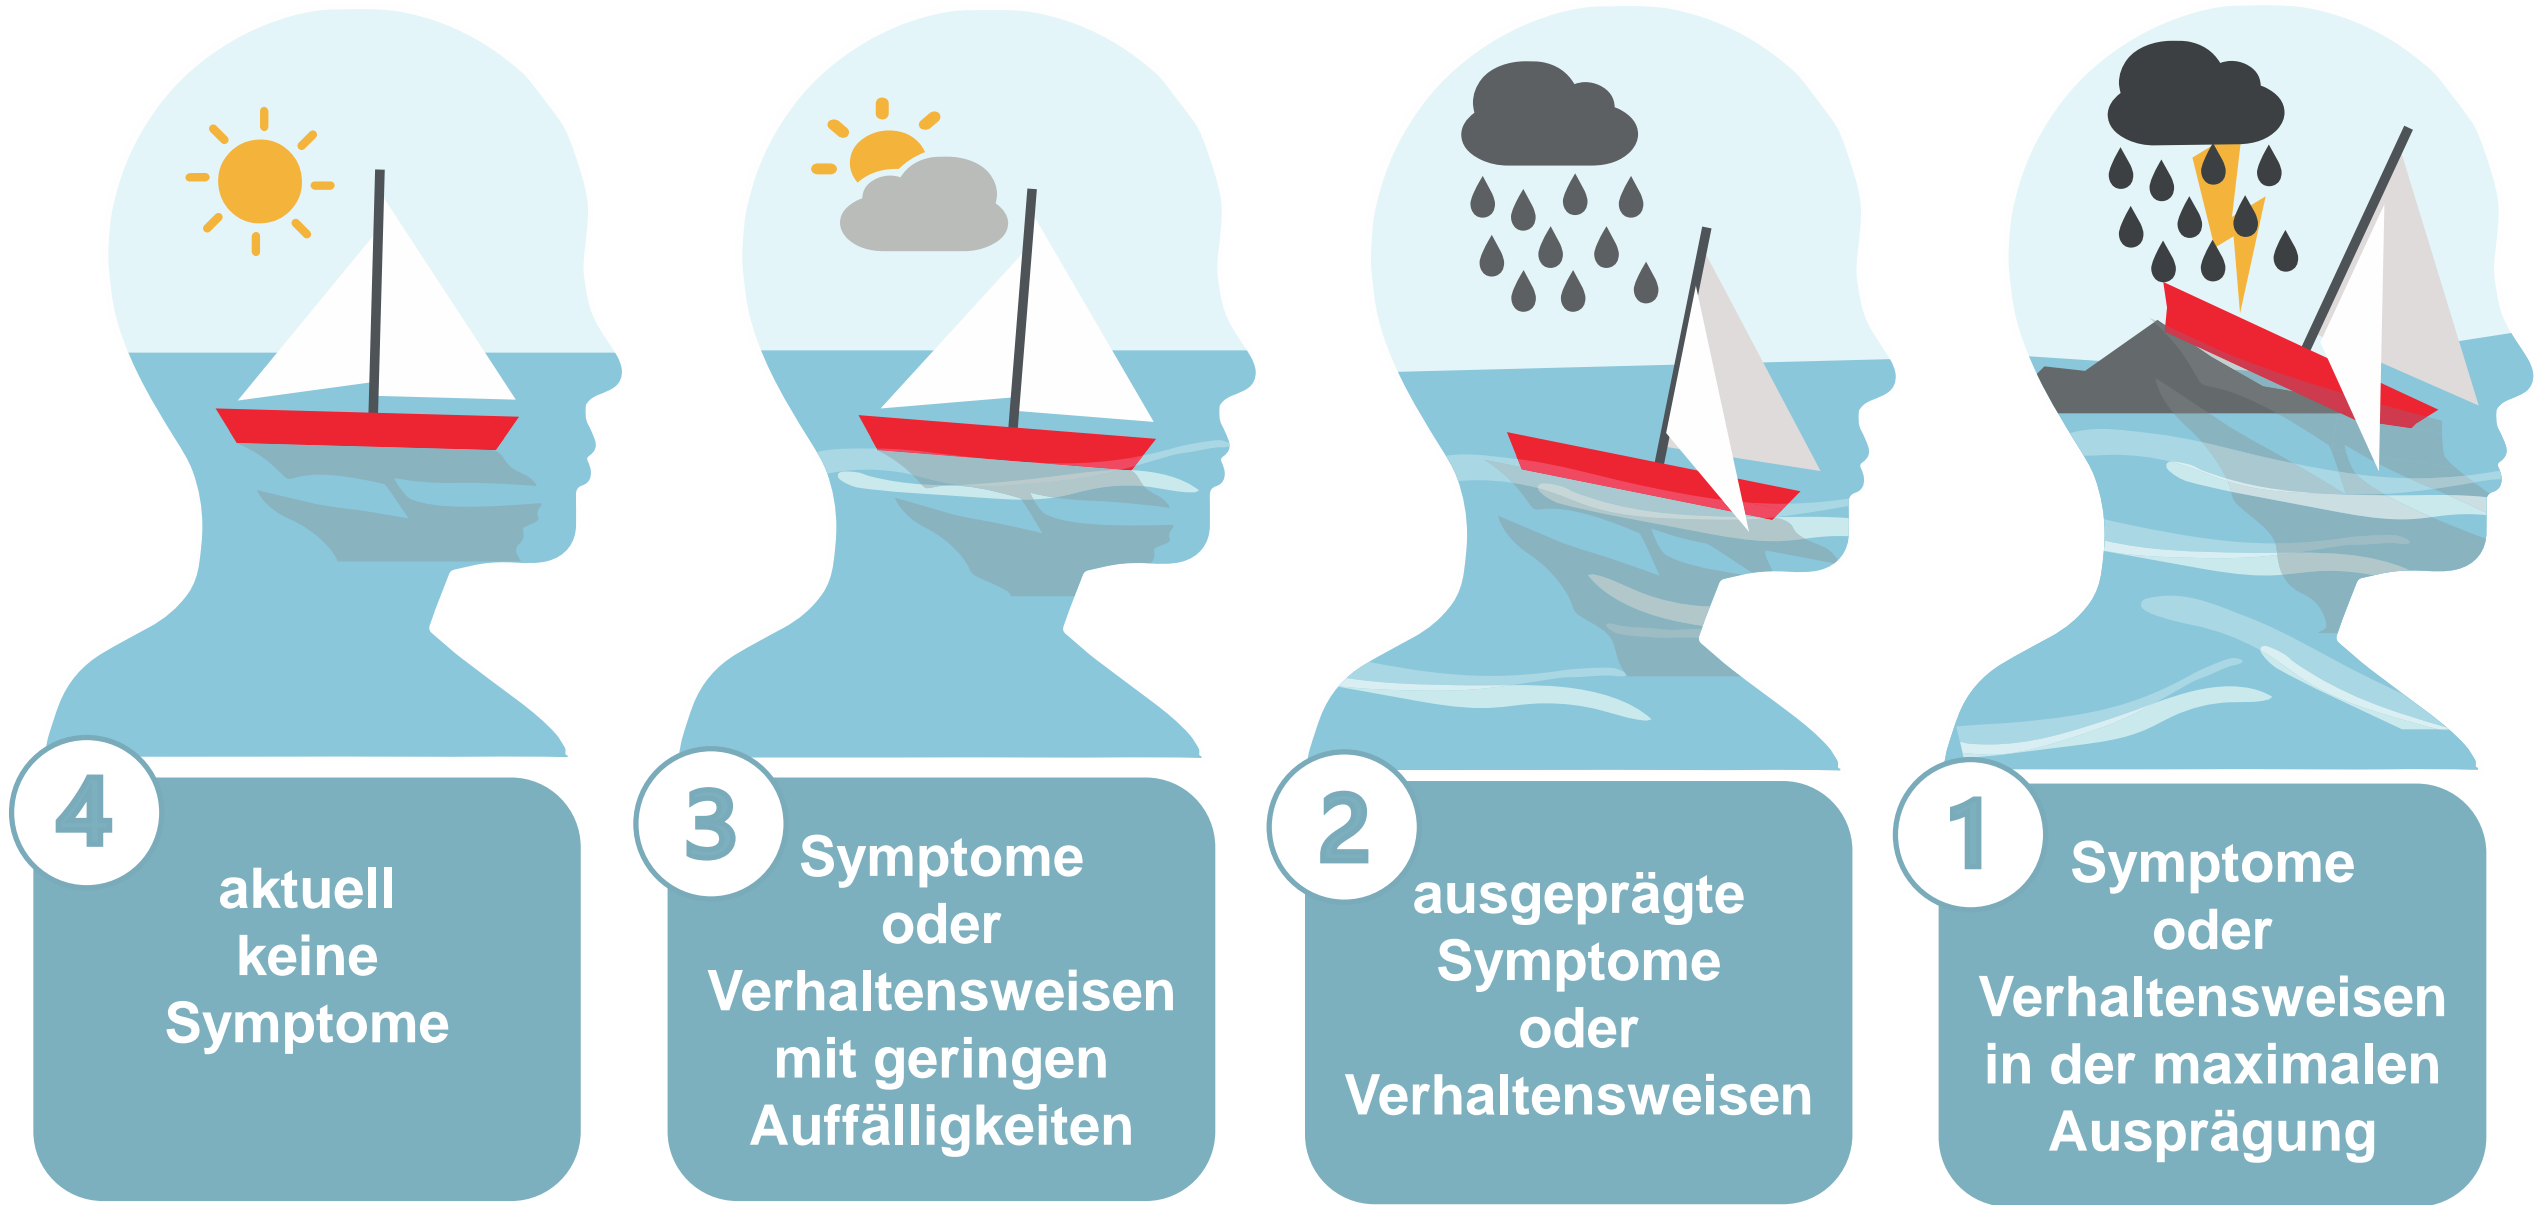 4
aktuell
keine
Symptome
3
Symptome
oder
Verhaltensweisen
mit geringen
Auffälligkeiten
2
ausgeprägte
Symptome
oder
Verhaltensweisen
1
Symptome
oder
Verhaltensweisen
in der maximalen
Ausprägung